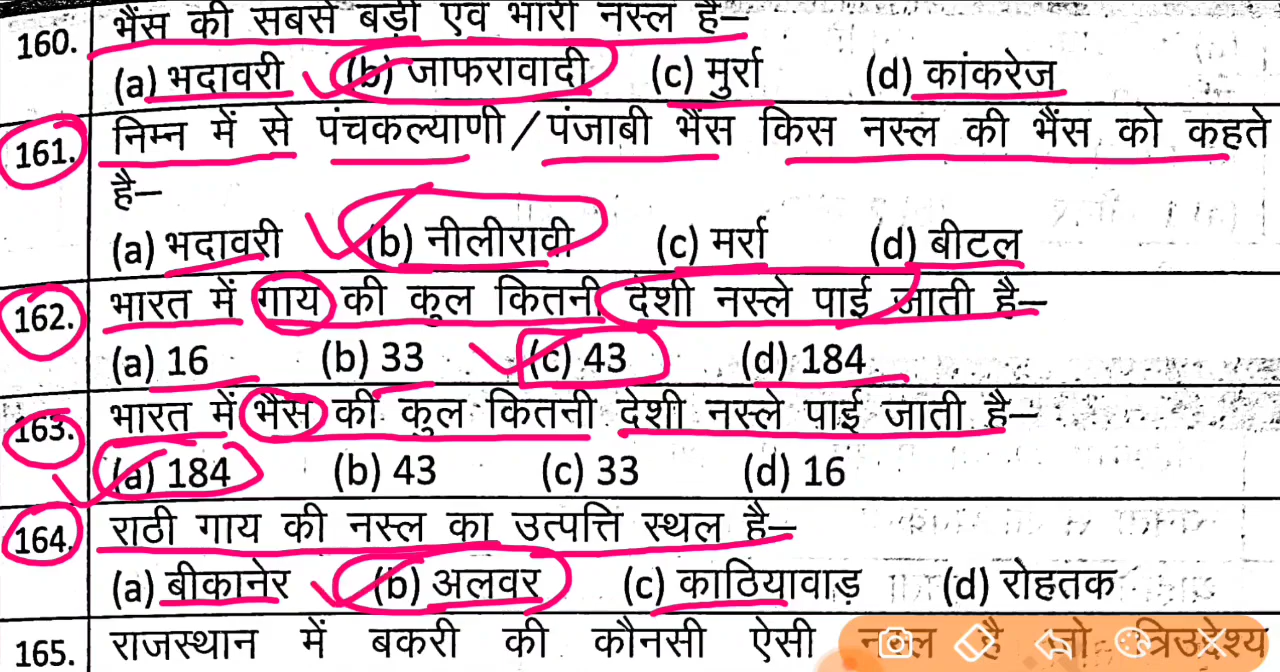 160. भैंस की सबसे बड़ी एवं भारी नस्ल है–
(a) भदावरी (b) जाफरावादी (c) मुर्रा (d) कांकरेज
161. निम्न में से पंचकल्याणी/पंजाबी भैंस किस नस्ल की भैंस को कहते
है–
(a) भदावरी (b) नीलीरावी (c) मर्रा (d) बीटल
162. भारत में गाय की कुल कितनी देशी नस्ले पाई जाती है–
(a) 16 (b) 33 (c) 43 (d) 184
163. भारत में भैंस की कुल कितनी देशी नस्ले पाई जाती है–
(a) 184 (b) 43 (c) 33 (d) 16
164. राठी गाय की नस्ल का उत्पत्ति स्थल है–
(a) बीकानेर (b) अलवर (c) काठियावाड़ (d) रोहतक
165. राजस्थान में बकरी की कौनसी ऐसी नस्ल है जो त्रिउदेश्य